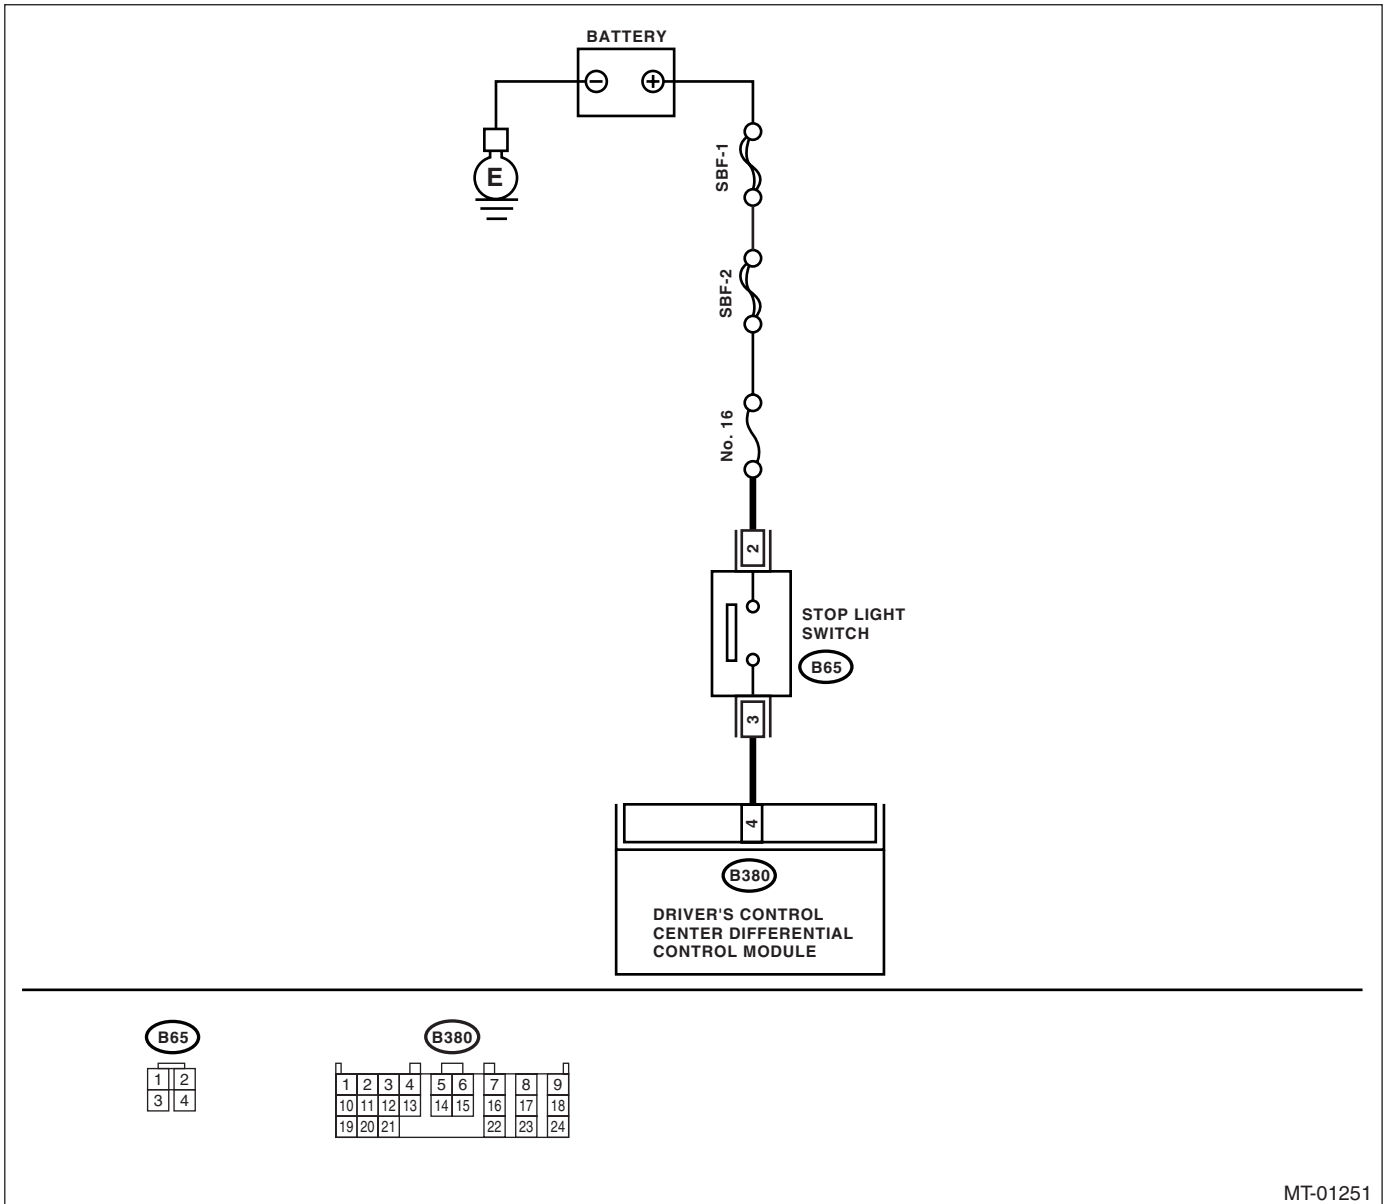 BATTERY
− +
SBF-1
E
SBF-2
No. 16
2
STOP LIGHT
SWITCH
B65
3
4
B380
DRIVER'S CONTROL
CENTER DIFFERENTIAL
CONTROL MODULE
B65
1 2
3 4
B380
1 2 3 4 5 6 7 8 9
10 11 12 13 14 15 16 17 18
19 20 21 22 23 24
MT-01251